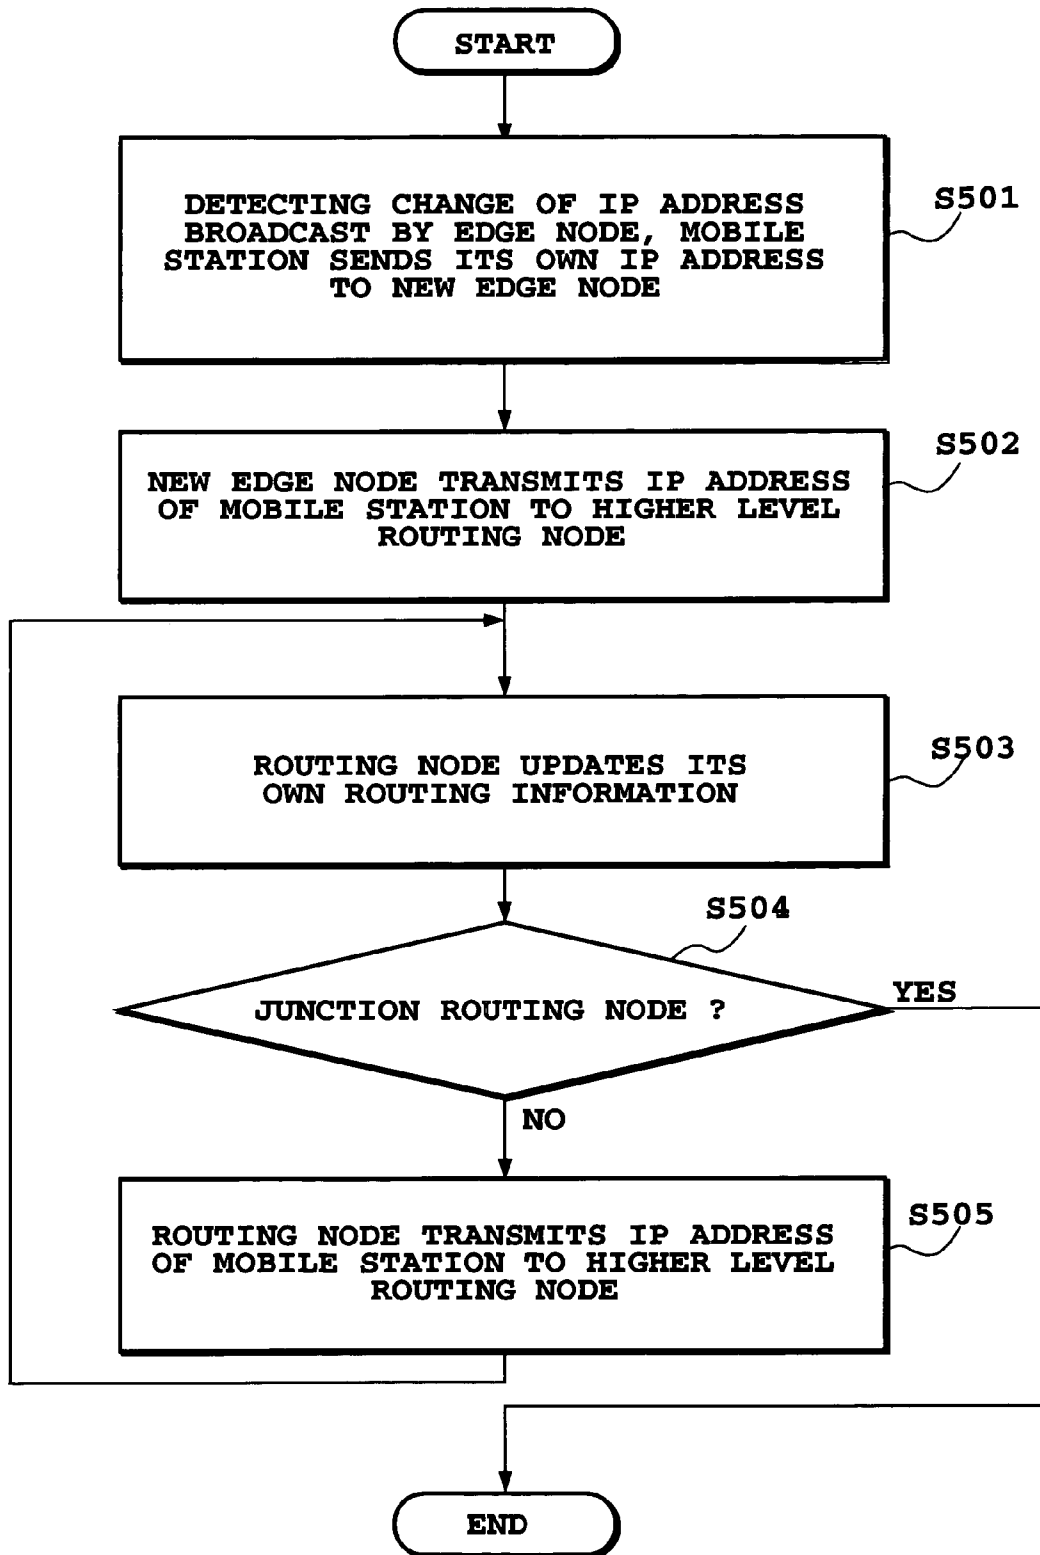 START
DETECTING CHANGE OF IP ADDRESS
BROADCAST BY EDGE NODE, MOBILE
STATION SENDS ITS OWN IP ADDRESS
TO NEW EDGE NODE
S501
NEW EDGE NODE TRANSMITS IP ADDRESS
OF MOBILE STATION TO HIGHER LEVEL
ROUTING NODE
S502
ROUTING NODE UPDATES ITS
OWN ROUTING INFORMATION
S503
S504
JUNCTION ROUTING NODE ?
YES
NO
ROUTING NODE TRANSMITS IP ADDRESS
OF MOBILE STATION TO HIGHER LEVEL
ROUTING NODE
S505
END